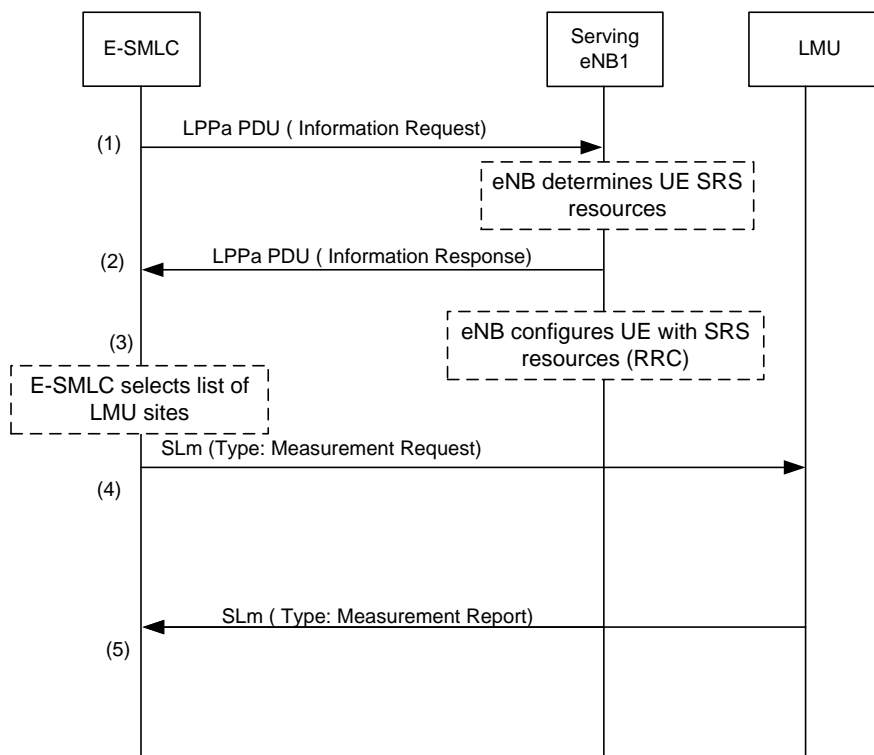 E-SMLC
Serving
eNB1
LMU
(1)
LPPa PDU ( Information Request)
eNB determines UE SRS
resources
(2)
LPPa PDU ( Information Response)
eNB configures UE with SRS
resources (RRC)
(3)
E-SMLC selects list of
LMU sites
SLm (Type: Measurement Request)
(4)
SLm ( Type: Measurement Report)
(5)